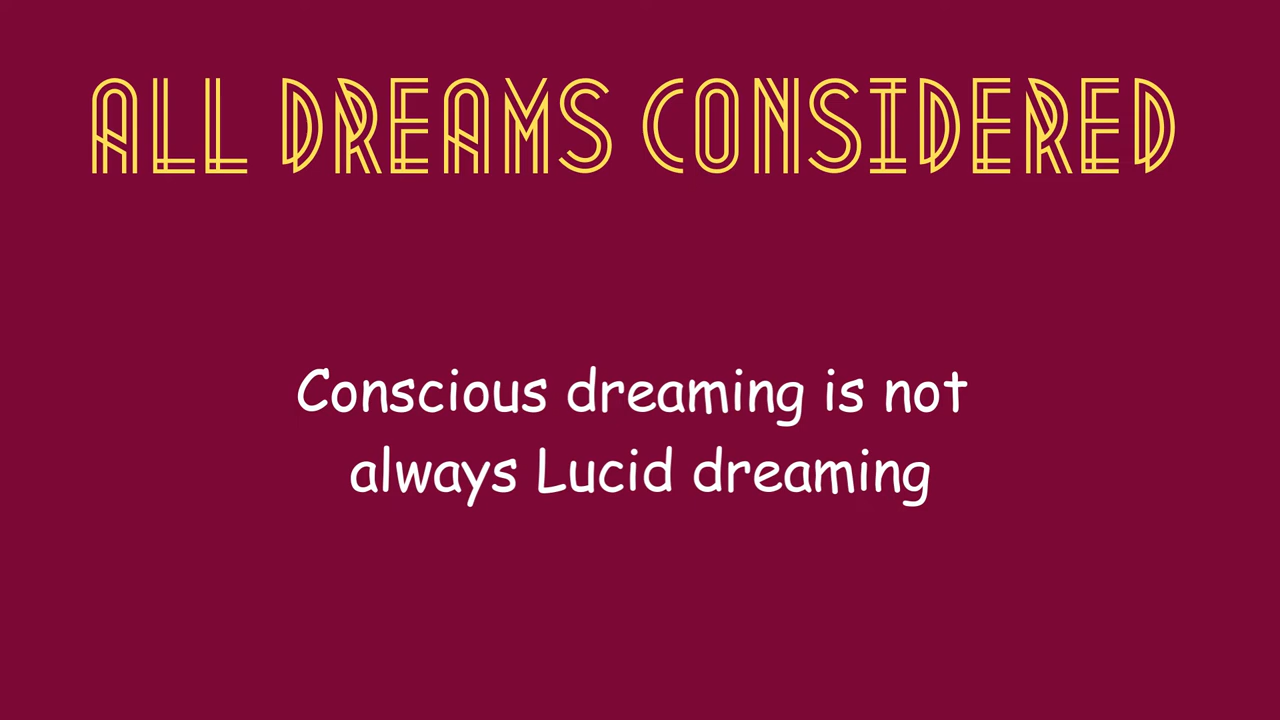 ALL DREAMS CONSIDERED
Conscious dreaming is not
always Lucid dreaming